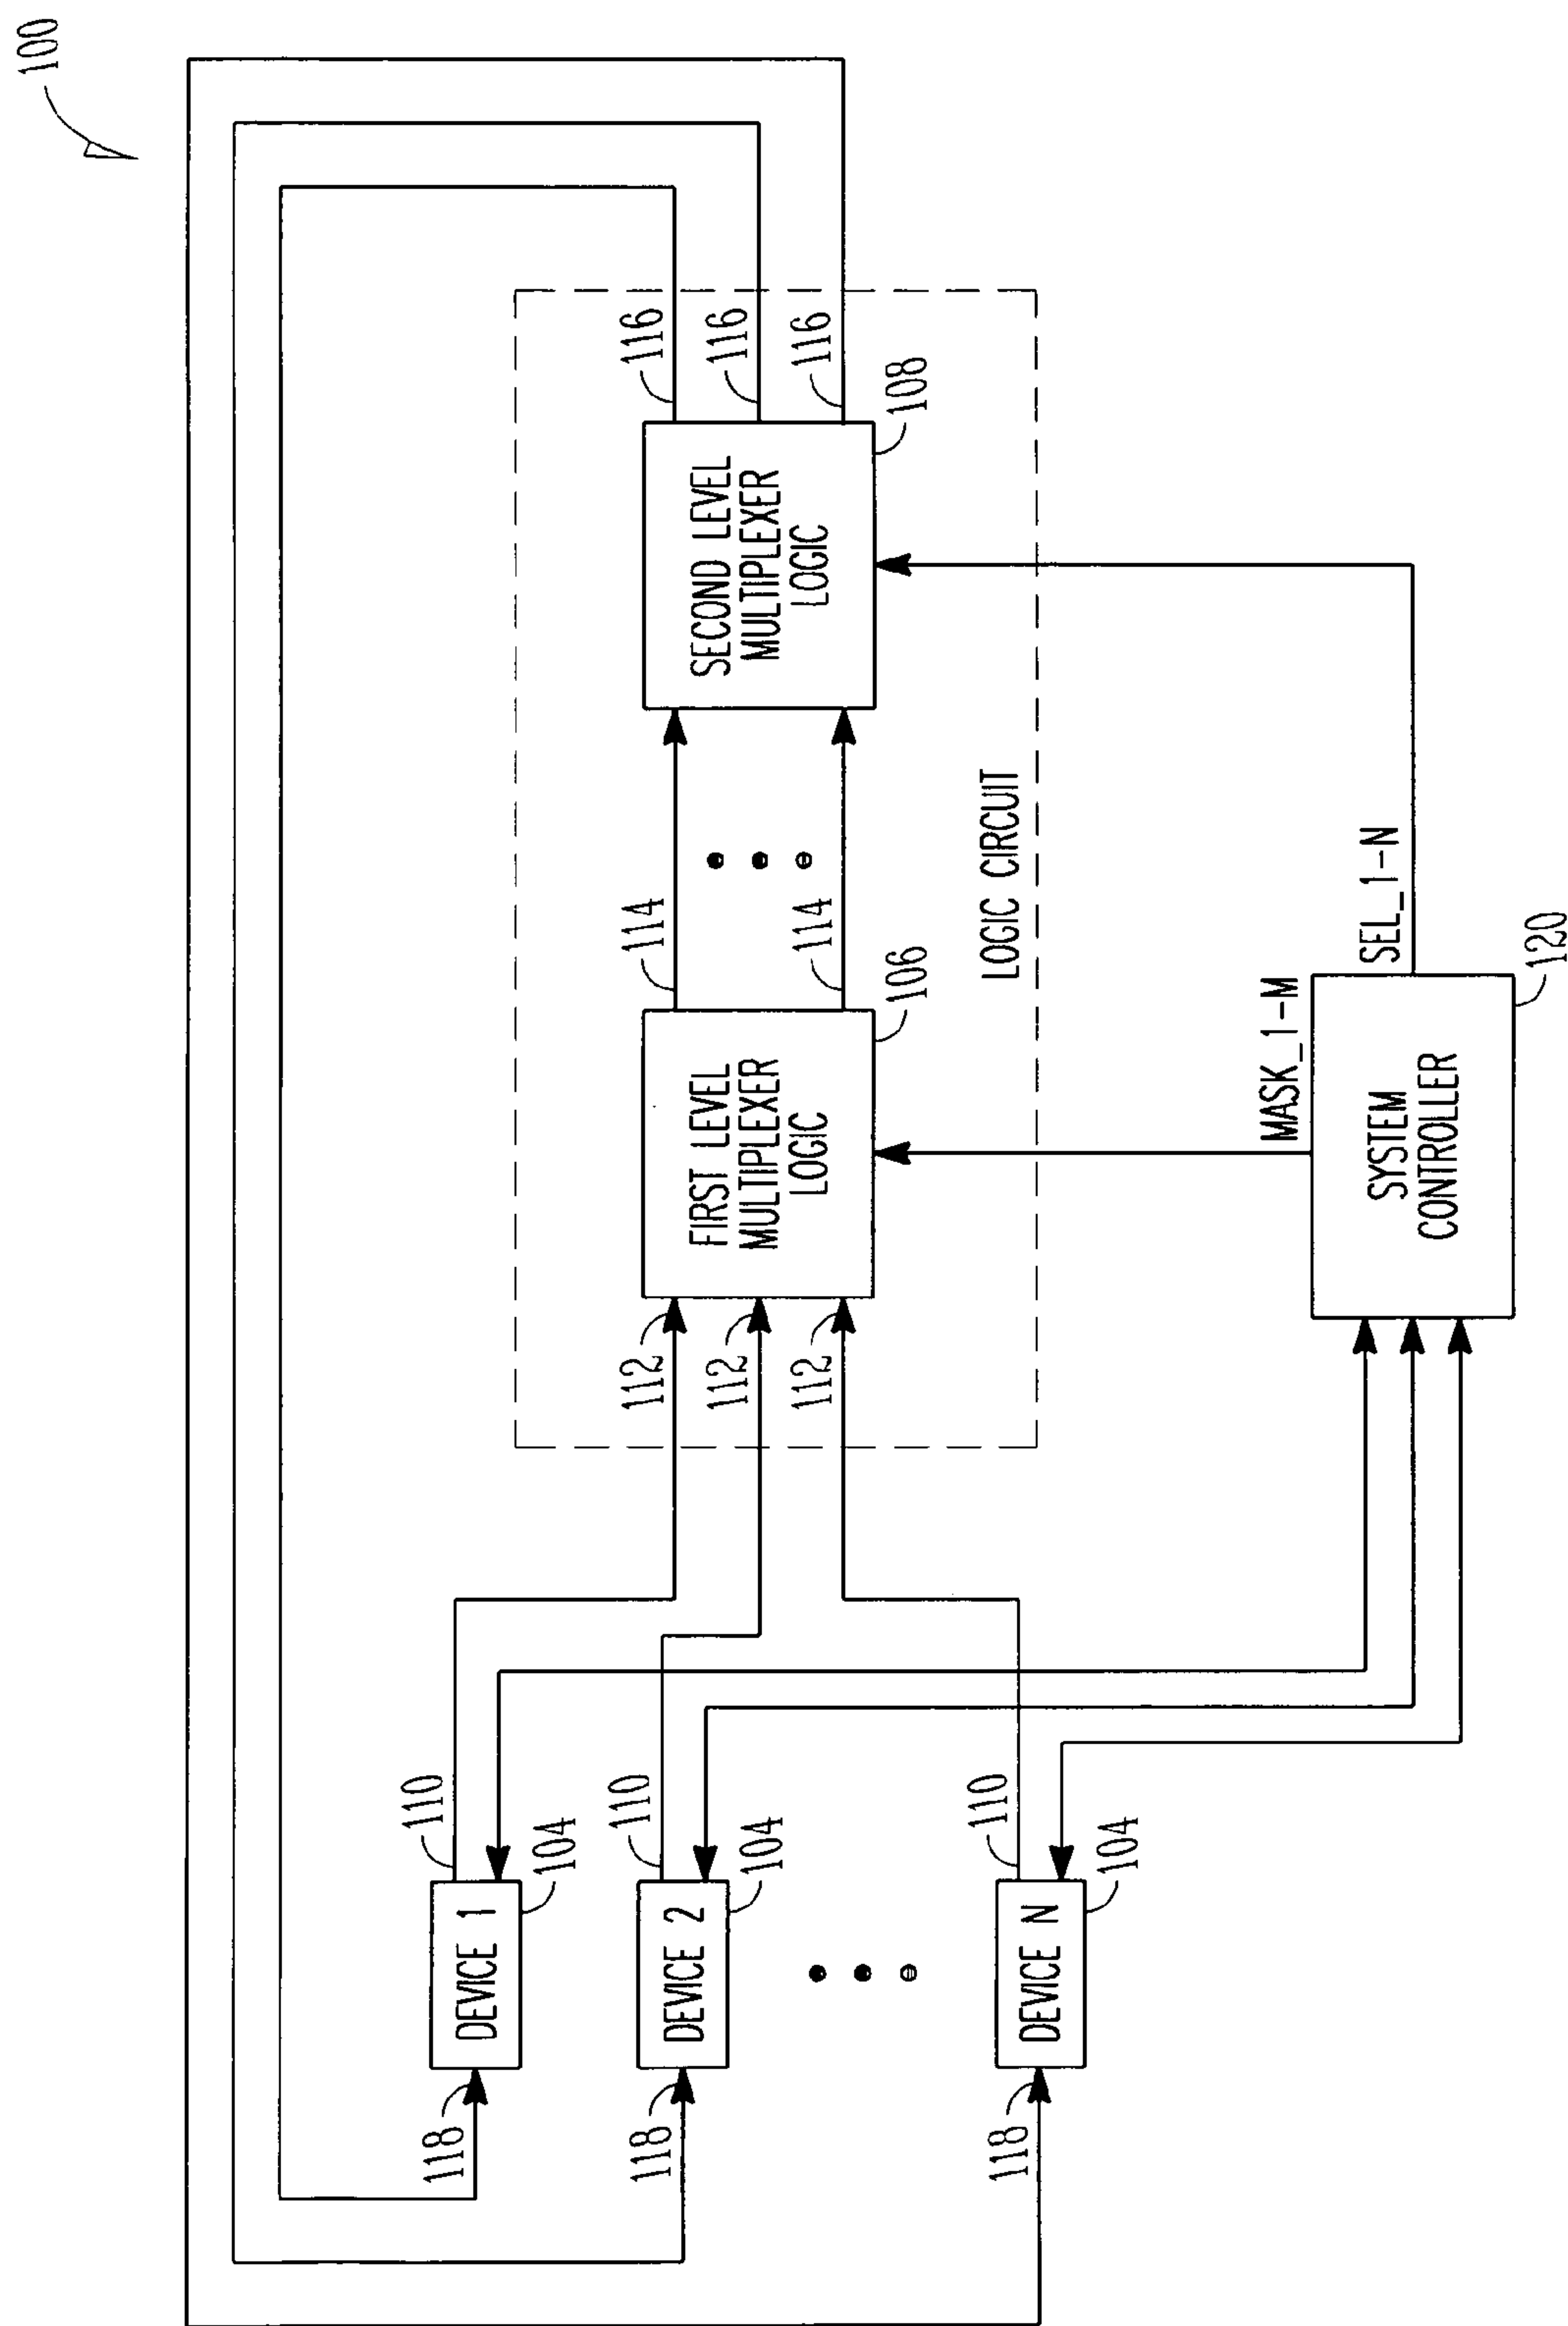 100
116
116
116
SECOND LEVEL
MULTIPLEXER
LOGIC
108
114
114
FIRST LEVEL
MULTIPLEXER
LOGIC
106
LOGIC CIRCUIT
112
112
112
MASK_1-M
SEL_1-N
SYSTEM
CONTROLLER
120
110
DEVICE 1
104
118
110
DEVICE 2
104
118
110
DEVICE N
104
118